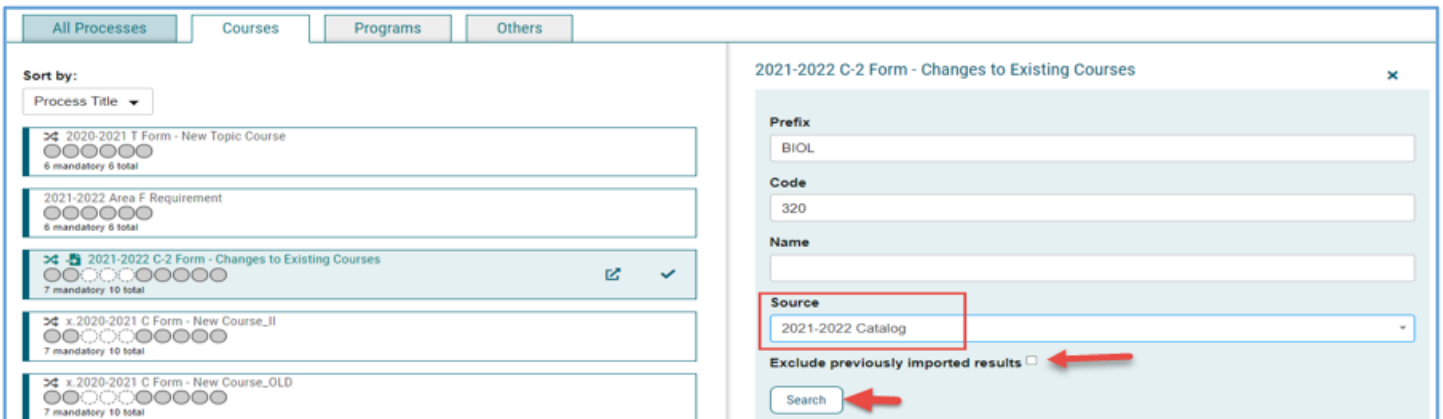 All Processes
Courses
Programs
Others
Sort by:
Process Title
2020-2021 T Form - New Topic Course
6 mandatory 6 total
2021-2022 Area F Requirement
6 mandatory 6 total
2021-2022 C-2 Form - Changes to Existing Courses
7 mandatory 10 total
x.2020-2021 C Form - New Course_II
7 mandatory 10 total
x.2020-2021 C Form - New Course_OLD
7 mandatory 10 total
2021-2022 C-2 Form - Changes to Existing Courses
Prefix
BIOL
Code
320
Name
Source
2021-2022 Catalog
Exclude previously imported results
Search